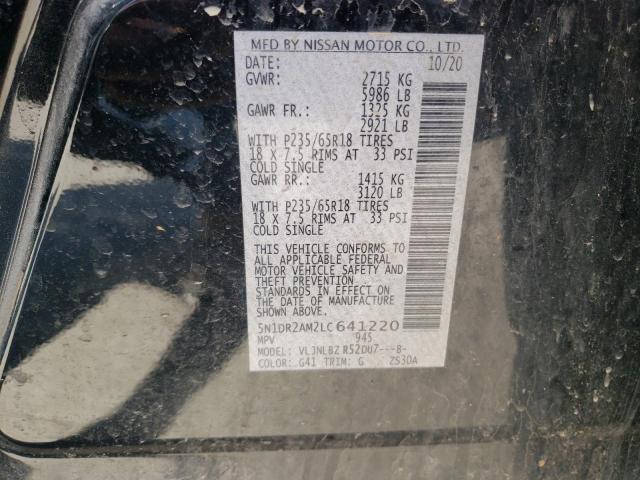 MFD BY NISSAN MOTOR CO., LTD.
DATE: 10/20
GVWR: 2715 KG
5986 LB
GAWR FR.: 1325 KG
2921 LB
WITH P235/65R18 TIRES
18 X 7.5 RIMS AT 33 PSI
COLD SINGLE
GAWR RR.: 1415 KG
3120 LB
WITH P235/65R18 TIRES
18 X 7.5 RIMS AT 33 PSI
COLD SINGLE
THIS VEHICLE CONFORMS TO
ALL APPLICABLE FEDERAL
MOTOR VEHICLE SAFETY AND
THEFT PREVENTION
STANDARDS IN EFFECT ON
THE DATE OF MANUFACTURE
SHOWN ABOVE.
5N1DR2AM2LC641220
MPV 945
MODEL: VLJNLBZ R52DU7---8-
COLOR: G41 TRIM: G ZS3DA